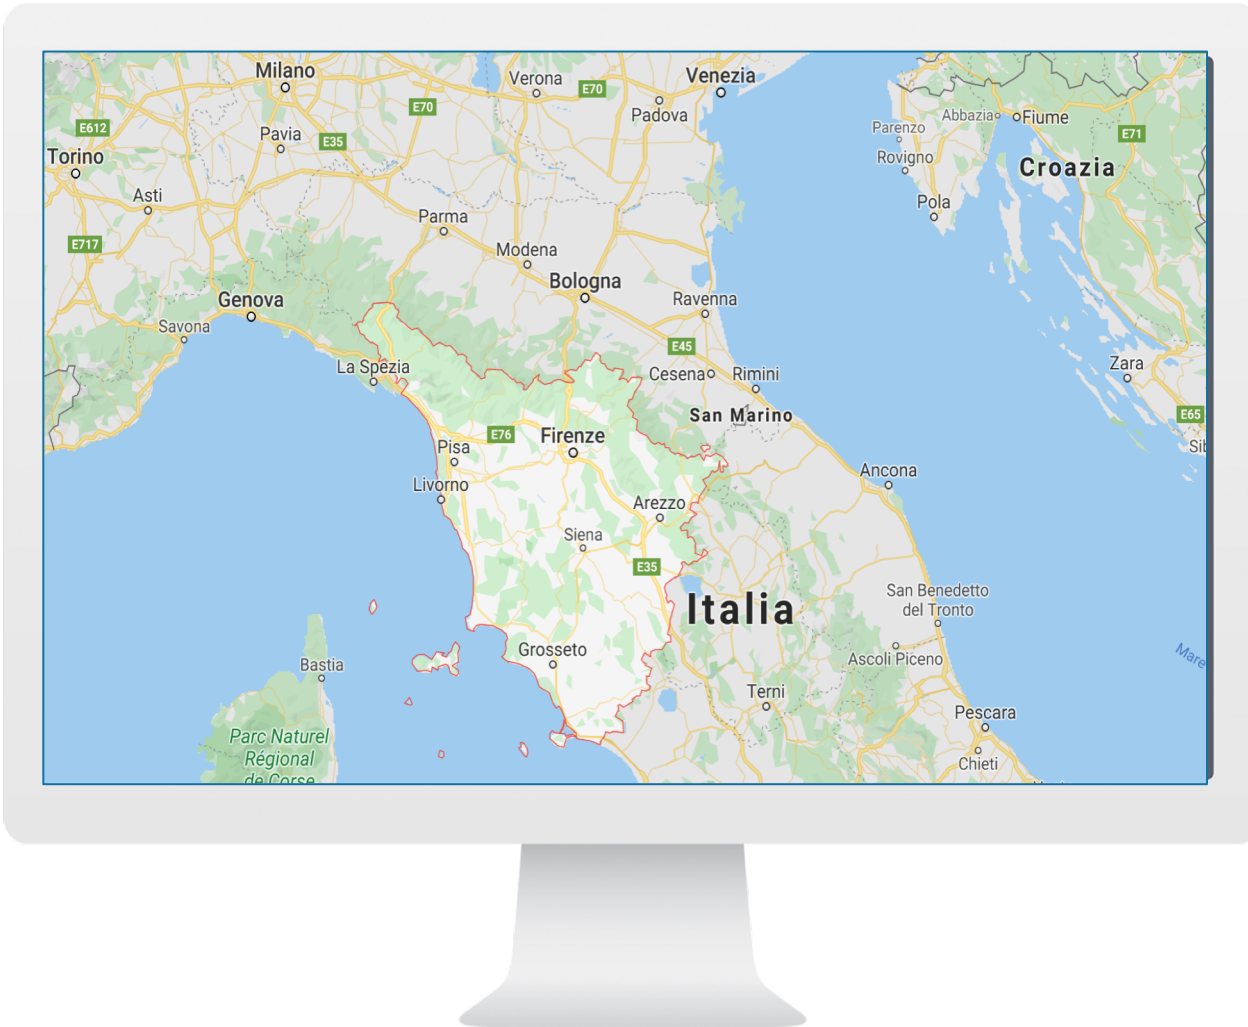 Milano
Verona
E70
Venezia
E70
Padova
Abbazia
Fiume
E612
Pavia
E35
Parenzo
E71
Torino
Rovigno
Croazia
Asti
Pola
Parma
E717
Modena
Bologna
Genova
Ravenna
Savona
E45
La Spezia
Cesena
Rimini
Zara
San Marino
E65
E76
Firenze
Pisa
Sib
Livorno
Ancona
Arezzo
Siena
E35
San Benedetto
del Tronto
Italia
Grosseto
Ascoli Piceno
Mare
Bastia
Terni
Pescara
Parc Naturel
Régional
de Corse
Chieti